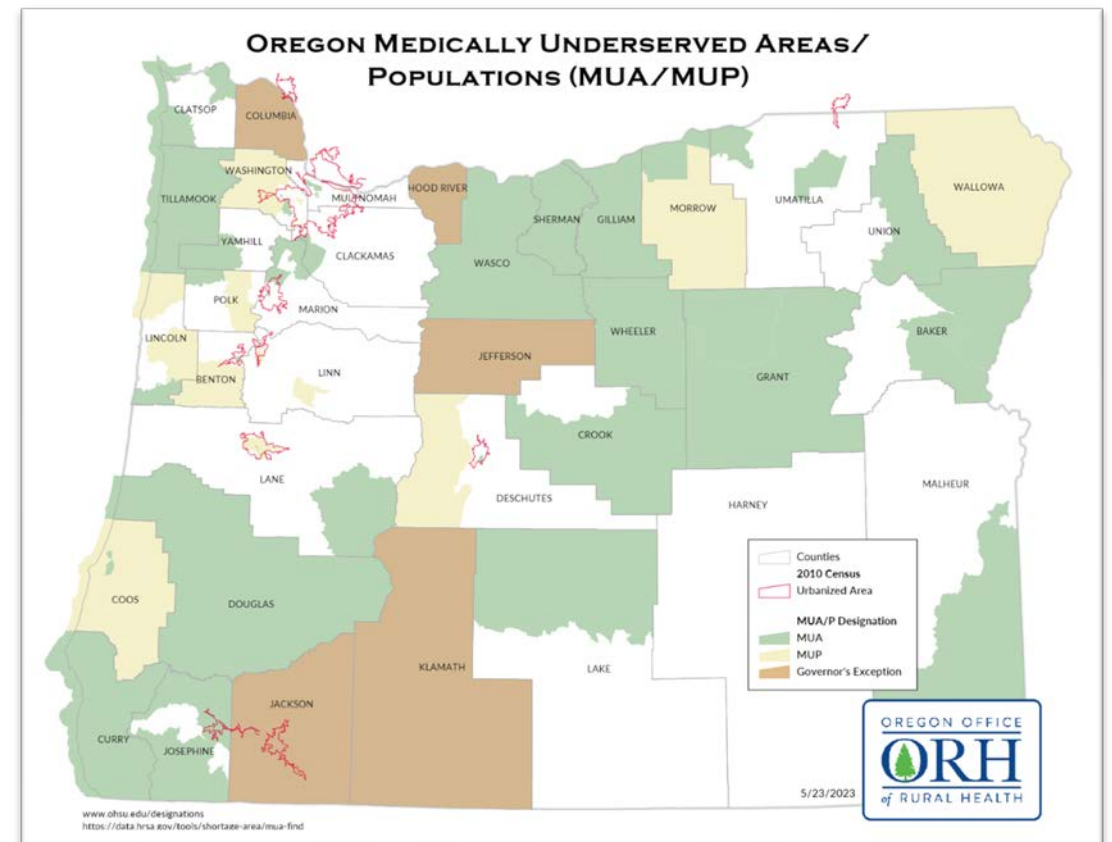 OREGON MEDICALLY UNDERSERVED AREAS/
POPULATIONS (MUA/MUP)
CLATSOP
COLUMBIA
WASHINGTON
TILLAMOOK
MULTNOMAH
HOOD RIVER
YAMHILL
CLACKAMAS
WASCO
SHERMAN
GILLIAM
MORROW
UMATILLA
UNION
WALLOWA
POLK
MARION
LINCOLN
BENTON
LINN
JEFFERSON
WHEELER
GRANT
BAKER
CROOK
LANE
DESCHUTES
HARNEY
MALHEUR
COOS
DOUGLAS
KLAMATH
LAKE
JACKSON
CURRY
JOSEPHINE
Counties
2010 Census
Urbanized Area
MUA/P Designation
MUA
MUP
Governor's Exception
5/23/2023
OREGON OFFICE
ORH
of RURAL HEALTH
www.ohsu.edu/designations
https://data.hrsa.gov/tools/shortage-area/mua-find